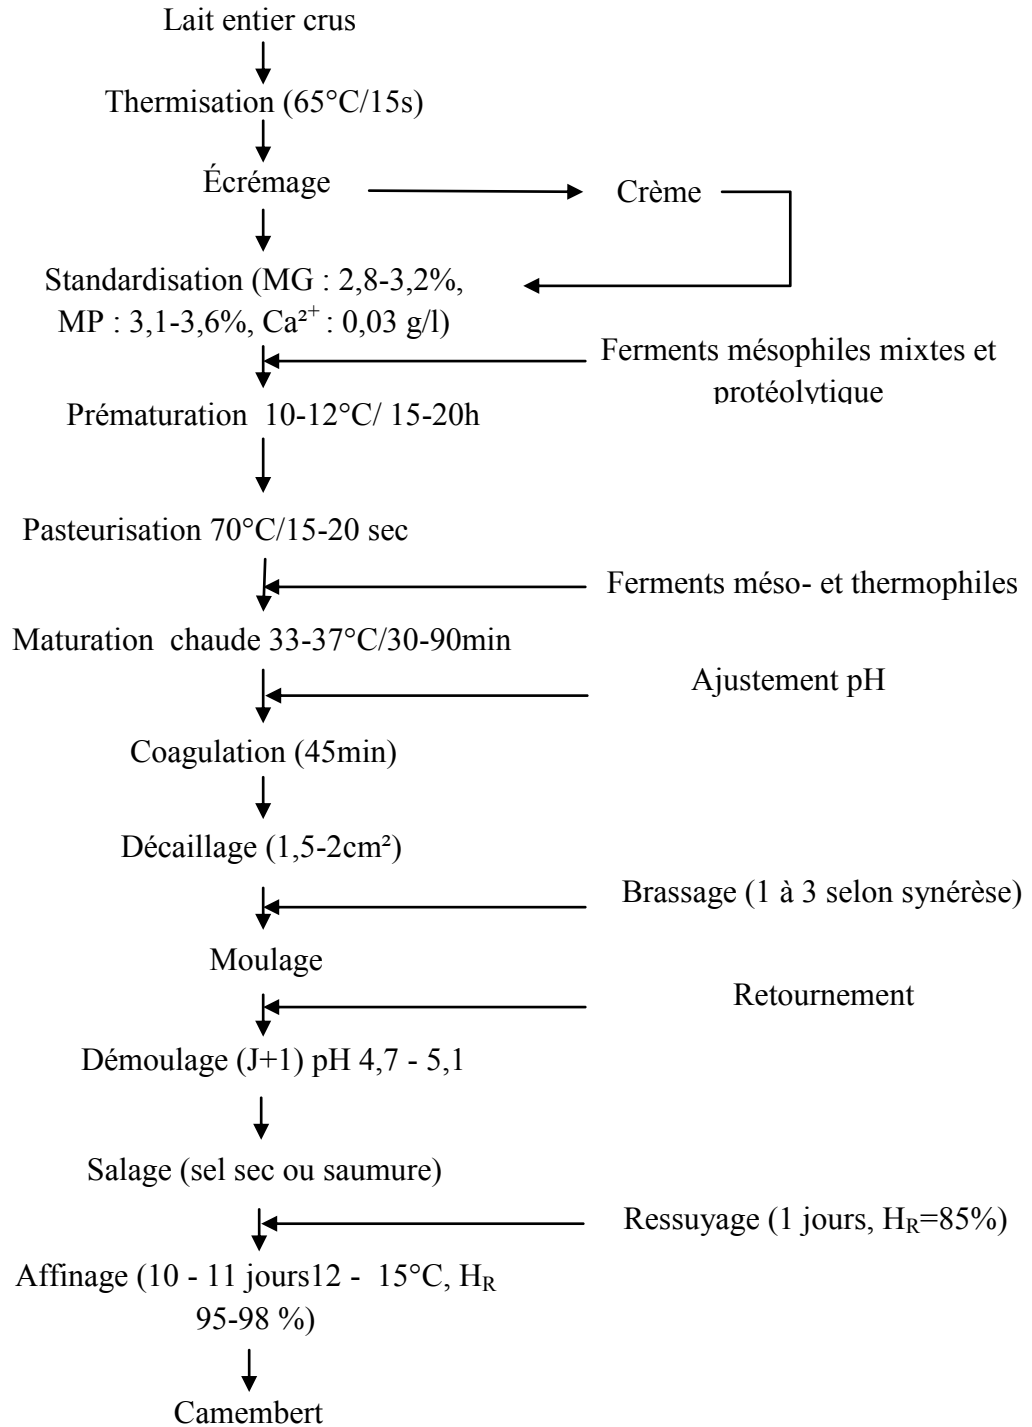 Lait entier crus
Thermisation (65°C/15s)
Écrémage
Crème
Standardisation (MG : 2,8-3,2%,
MP : 3,1-3,6%, Ca²⁺ : 0,03 g/l)
Ferments mésophiles mixtes et
protéolytique
Prématuration 10-12°C/ 15-20h
Pasteurisation 70°C/15-20 sec
Ferments méso- et thermophiles
Maturation chaude 33-37°C/30-90min
Ajustement pH
Coagulation (45min)
Décaillage (1,5-2cm²)
Brassage (1 à 3 selon synérèse)
Moulage
Retournement
Démoulage (J+1) pH 4,7 - 5,1
Salage (sel sec ou saumure)
Ressuyage (1 jours, HR=85%)
Affinage (10 - 11 jours12 - 15°C, HR
95-98 %)
Camembert